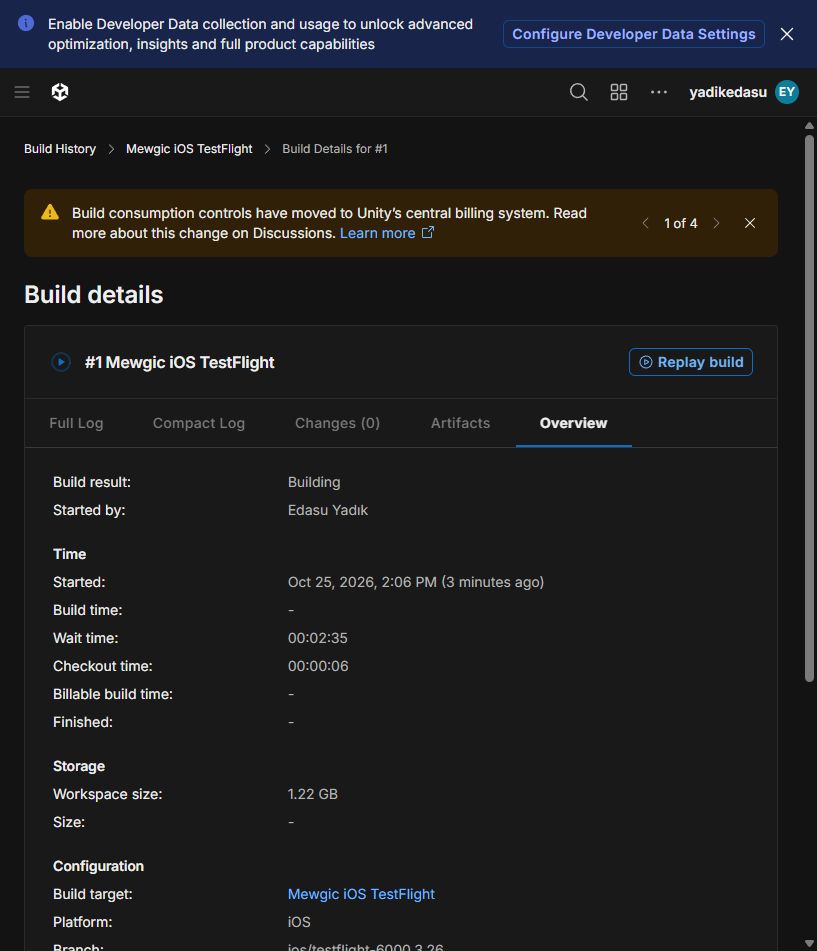 Enable Developer Data collection and usage to unlock advanced
optimization, insights and full product capabilities
Configure Developer Data Settings
yadikedasu
EY
Build History
Mewgic iOS TestFlight
Build Details for #1
Build consumption controls have moved to Unity's central billing system. Read
more about this change on Discussions. Learn more
1 of 4
Build details
#1 Mewgic iOS TestFlight
Replay build
Full Log
Compact Log
Changes (0)
Artifacts
Overview
Build result: Building
Started by: Edasu Yadık
Time
Started: Oct 25, 2026, 2:06 PM (3 minutes ago)
Build time: -
Wait time: 00:02:35
Checkout time: 00:00:06
Billable build time: -
Finished: -
Storage
Workspace size: 1.22 GB
Size: -
Configuration
Build target: Mewgic iOS TestFlight
Platform: iOS
Branch: ios/testflight-6000.3.26